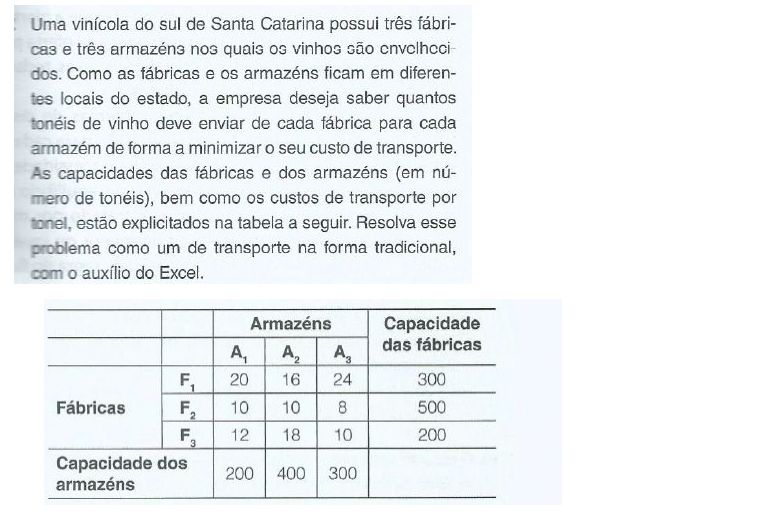 Uma vinícola do sul de Santa Catarina possui três fábri-
cas e três armazéns nos quais os vinhos são envelheci-
dos. Como as fábricas e os armazéns ficam em diferen-
tes locais do estado, a empresa deseja saber quantos
tonéis de vinho deve enviar de cada fábrica para cada
armazém de forma a minimizar o seu custo de transporte.
As capacidades das fábricas e dos armazéns (em nú-
mero de tonéis), bem como os custos de transporte por
tonel, estão explicitados na tabela a seguir. Resolva esse
problema como um de transporte na forma tradicional,
com o auxílio do Excel.
Armazéns Capacidade
das fábricas
A₁ A₂ A₃
F₁ 20 16 24 300
Fábricas F₂ 10 10 8 500
F₃ 12 18 10 200
Capacidade dos
armazéns 200 400 300